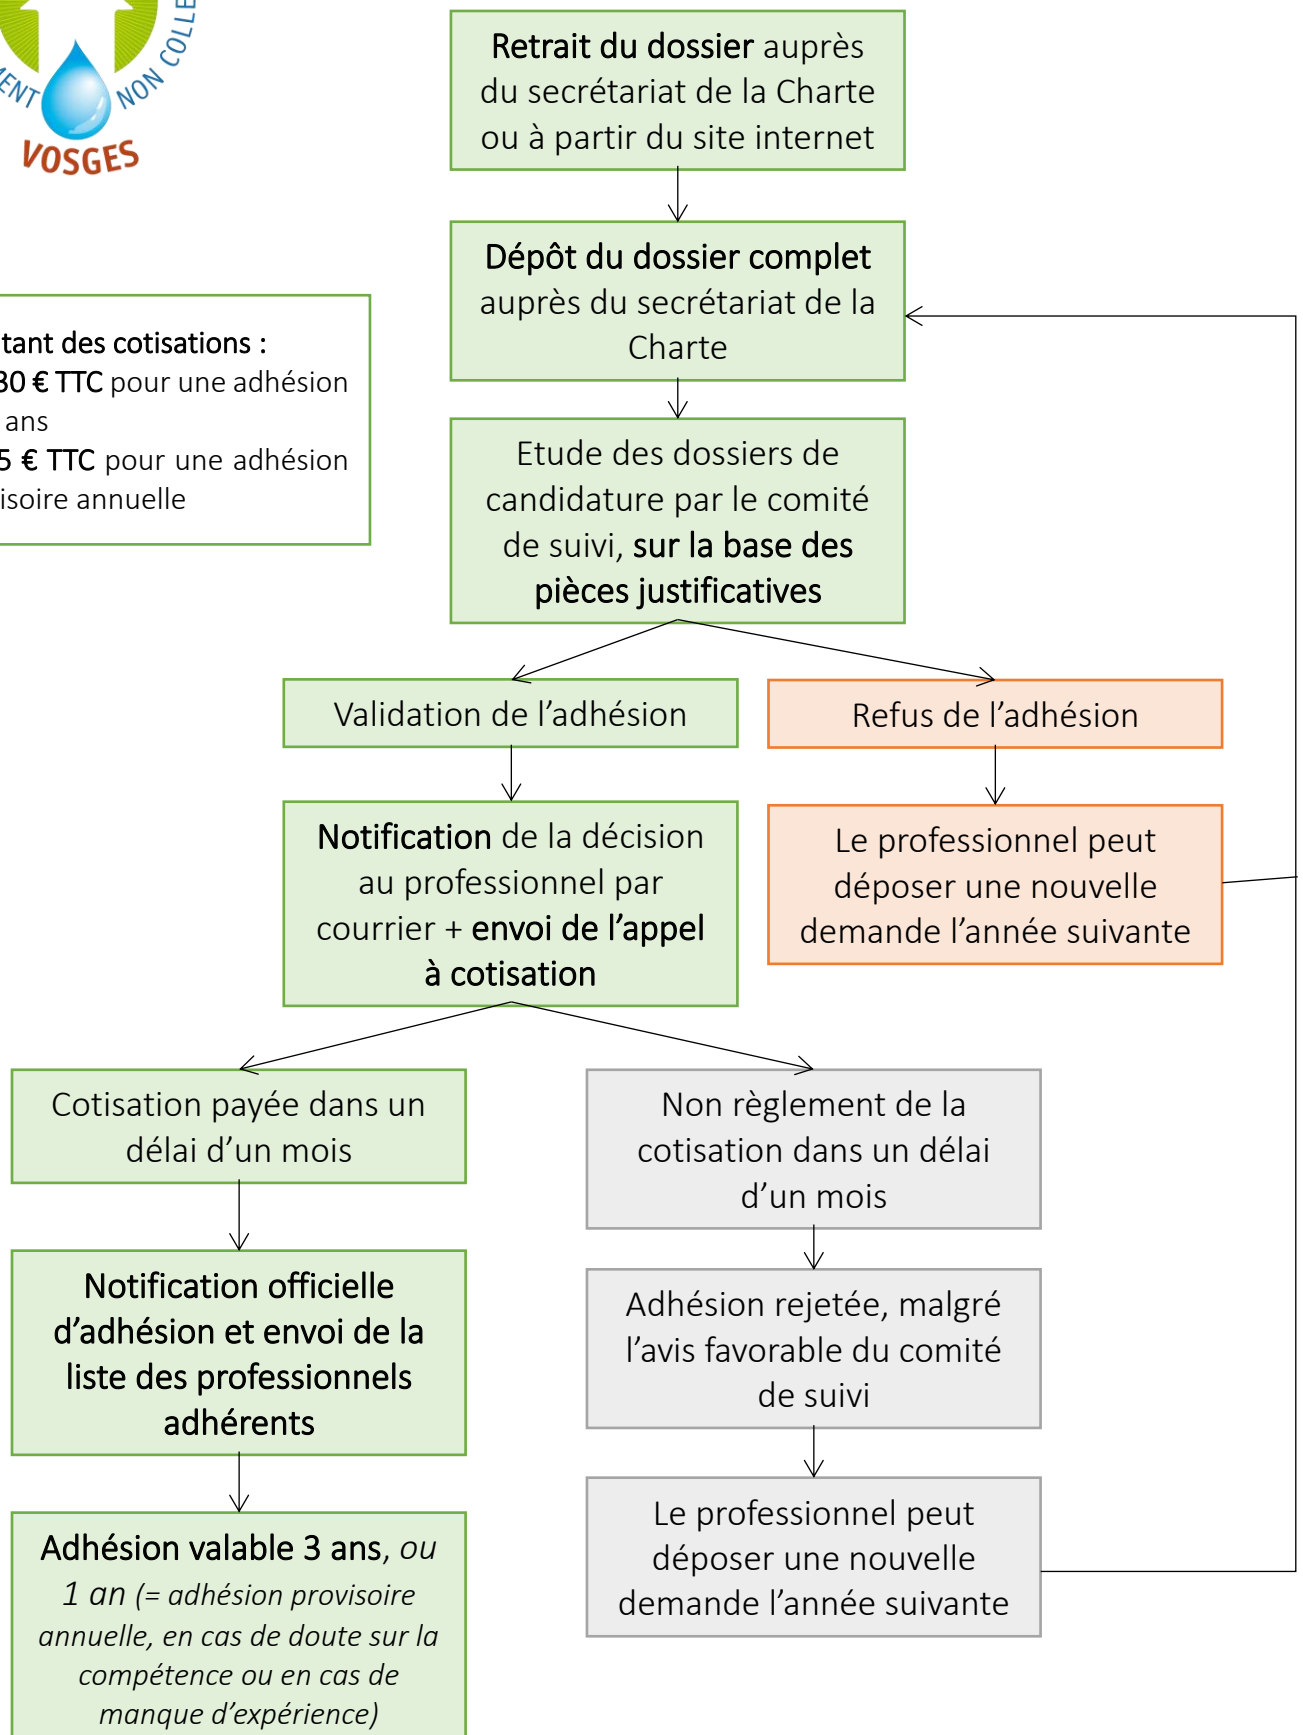 NON COLLE
VOSGES
Retrait du dossier auprès
du secrétariat de la Charte
ou à partir du site internet
Dépôt du dossier complet
auprès du secrétariat de la
Charte
tant des cotisations :
30 € TTC pour une adhésion
ans
5 € TTC pour une adhésion
isoire annuelle
Etude des dossiers de
candidature par le comité
de suivi, sur la base des
pièces justificatives
Validation de l’adhésion
Refus de l’adhésion
Notification de la décision
au professionnel par
courrier + envoi de l’appel
à cotisation
Le professionnel peut
déposer une nouvelle
demande l’année suivante
Cotisation payée dans un
délai d’un mois
Non règlement de la
cotisation dans un délai
d’un mois
Notification officielle
d’adhésion et envoi de la
liste des professionnels
adhérents
Adhésion rejetée, malgré
l’avis favorable du comité
de suivi
Adhésion valable 3 ans, ou
1 an (= adhésion provisoire
annuelle, en cas de doute sur la
compétence ou en cas de
manque d’expérience)
Le professionnel peut
déposer une nouvelle
demande l’année suivante